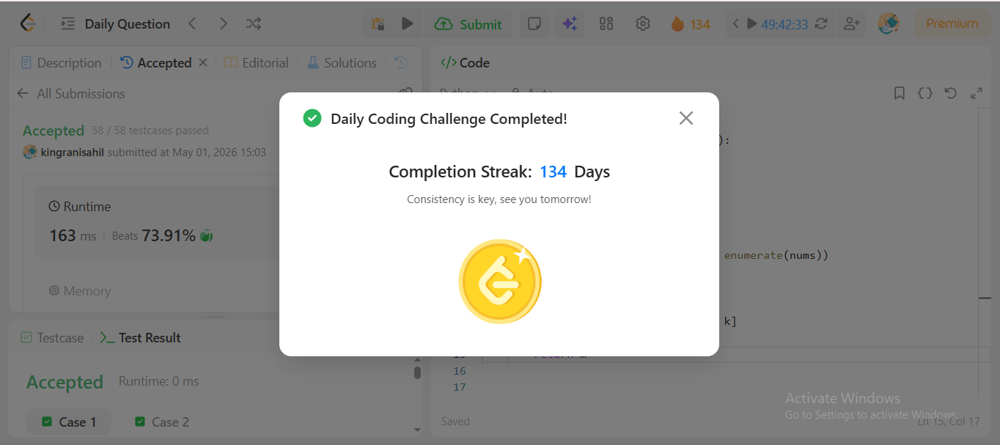 Daily Question
Submit
134
49:42:33
Premium
Description
Accepted
Editorial
Solutions
</> Code
All Submissions
Accepted 58 / 58 testcases passed
kingranisahil submitted at May 01, 2026 15:03
Runtime
163 ms | Beats 73.91%
Memory
Daily Coding Challenge Completed!
Completion Streak: 134 Days
Consistency is key, see you tomorrow!
):
enumerate(nums))
k]
16
17
Testcase
>_ Test Result
Accepted Runtime: 0 ms
Case 1
Case 2
Saved
Activate Windows
Go to Settings to activate Windows.
Ln 15, Col 17